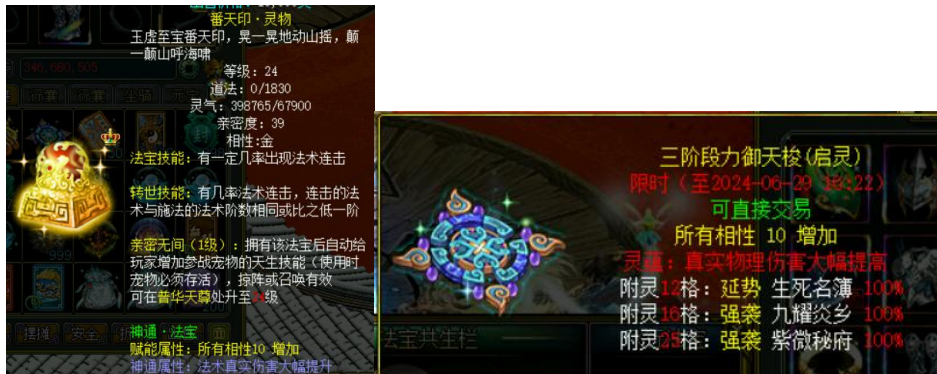 番天印·灵物
玉虚至宝番天印，晃一晃地动山摇，颠
一颠山呼海啸
等级：24
道法：0/1830
灵气：398765/67900
亲密度：39
相性:金
法宝技能：有一定几率出现法术连击
转世技能：有几率法术连击，连击的法
术与施法的法术阶数相同或比之低一阶
亲密无间（1级）：拥有该法宝后自动给
玩家增加参战宠物的天生技能（使用时
宠物必须存活），掠阵或召唤有效
可在普华天尊处升至级
神通·法宝
赋能属性：所有相性10 增加
神通属性：法术真实伤害大幅提升
346,680,505
999
摆摊
安全
三阶段力御天梭(启灵)
限时（至2024-06-29 16:22）
可直接交易
所有相性 10 增加
灵蕴：真实物理伤害大幅提高
附灵12格：延势 生死名薄 100%
附灵16格：强袭 九耀炎乡 100%
附灵25格：强袭 紫微秘府 100%
法宝共生栏